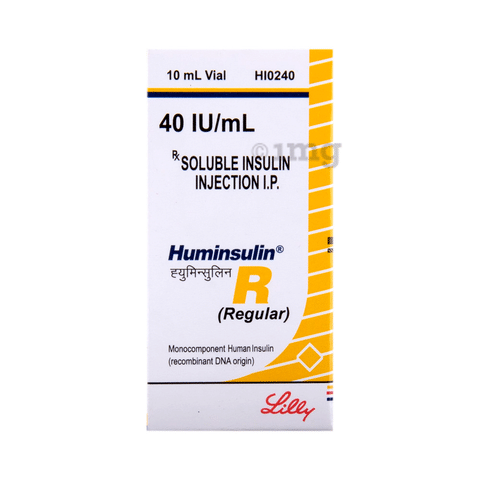 10 mL Vial HI0240
40 IU/mL
©1mg
℞ SOLUBLE INSULIN
INJECTION I.P.
Huminsulin®
ह्युमिन्सुलिन
R
(Regular)
Monocomponent Human Insulin
(recombinant DNA origin)
Lilly